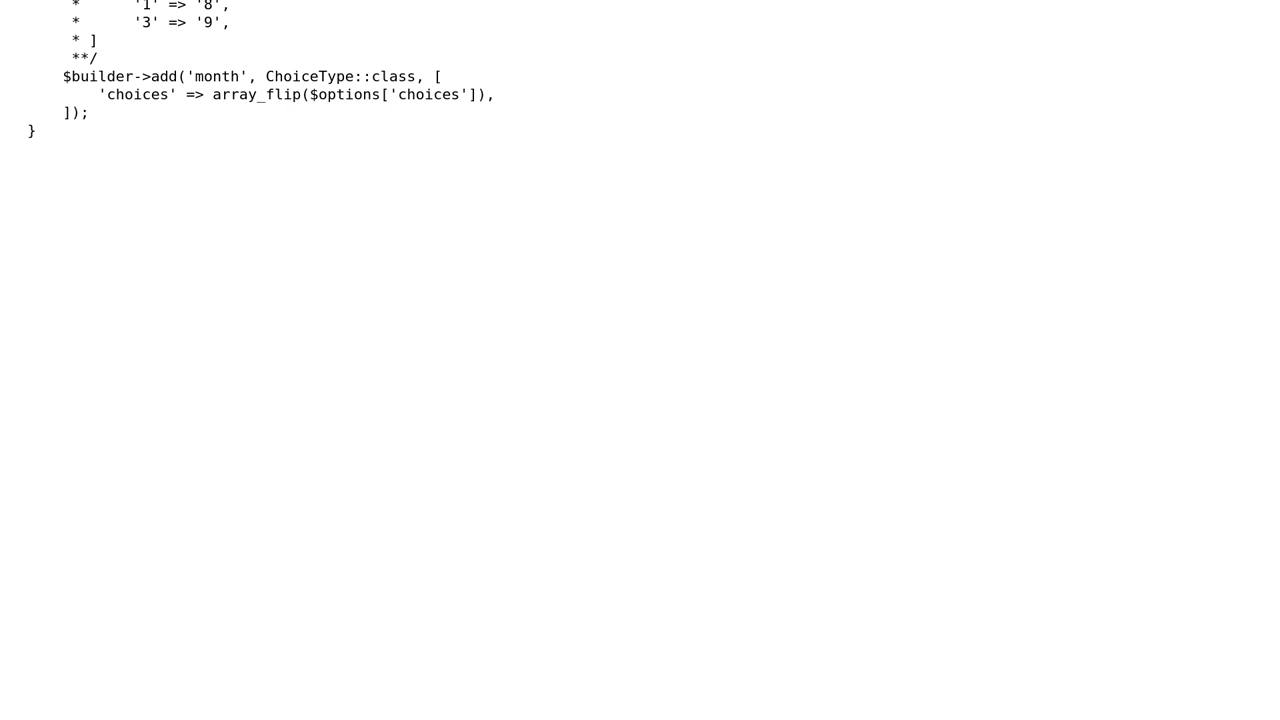 *      '1' => '8',
     *      '3' => '9',
     * ]
     **/
    $builder->add('month', ChoiceType::class, [
        'choices' => array_flip($options['choices']),
    ]);
}